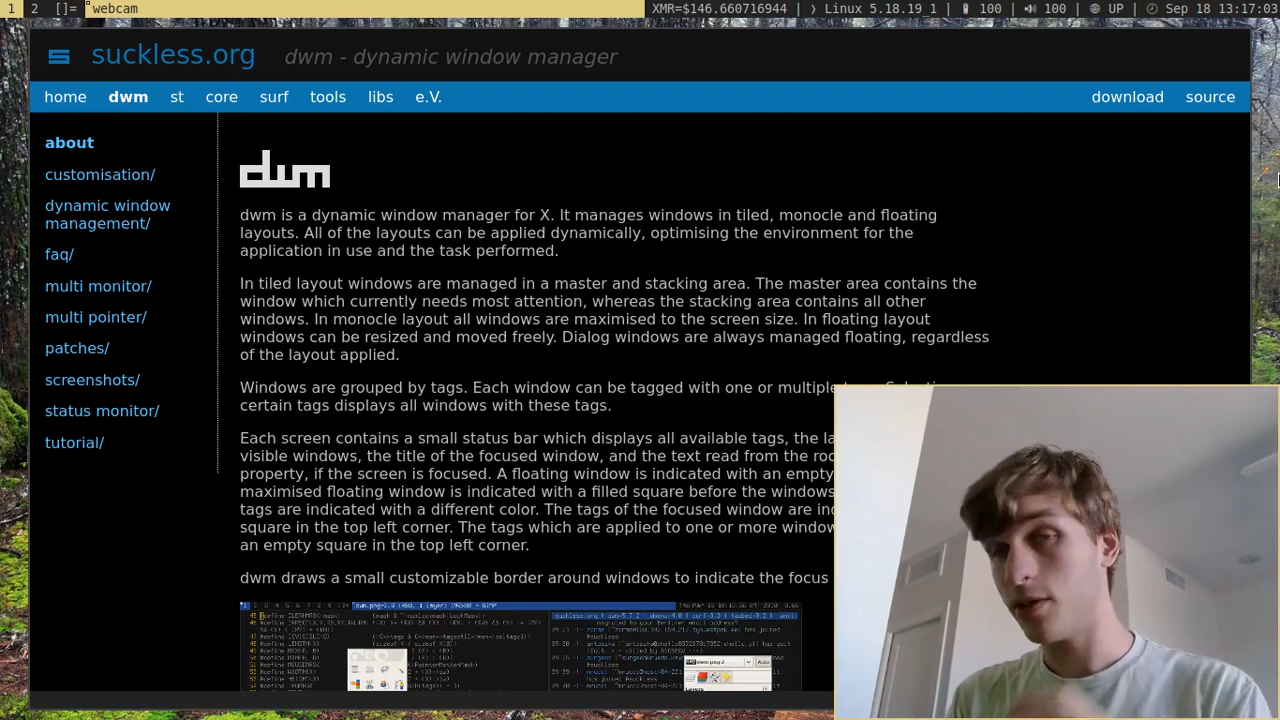 1 2 []= webcam XMR=$146.660716944 | ❯ Linux 5.18.19_1 | 100 | 100 | UP | Sep 18 13:17:03
suckless.org dwm - dynamic window manager
home dwm st core surf tools libs e.V. download source
about
customisation/
dynamic window
management/
faq/
multi monitor/
multi pointer/
patches/
screenshots/
status monitor/
tutorial/
dwm
dwm is a dynamic window manager for X. It manages windows in tiled, monocle and floating
layouts. All of the layouts can be applied dynamically, optimising the environment for the
application in use and the task performed.
In tiled layout windows are managed in a master and stacking area. The master area contains the
window which currently needs most attention, whereas the stacking area contains all other
windows. In monocle layout all windows are maximised to the screen size. In floating layout
windows can be resized and moved freely. Dialog windows are always managed floating, regardless
of the layout applied.
Windows are grouped by tags. Each window can be tagged with one or multiple
certain tags displays all windows with these tags.
Each screen contains a small status bar which displays all available tags, the
visible windows, the title of the focused window, and the text read from the
property, if the screen is focused. A floating window is indicated with an empty
maximised floating window is indicated with a filled square before the windows
tags are indicated with a different color. The tags of the focused window are
square in the top left corner. The tags which are applied to one or more
an empty square in the top left corner.
dwm draws a small customizable border around windows to indicate the focus